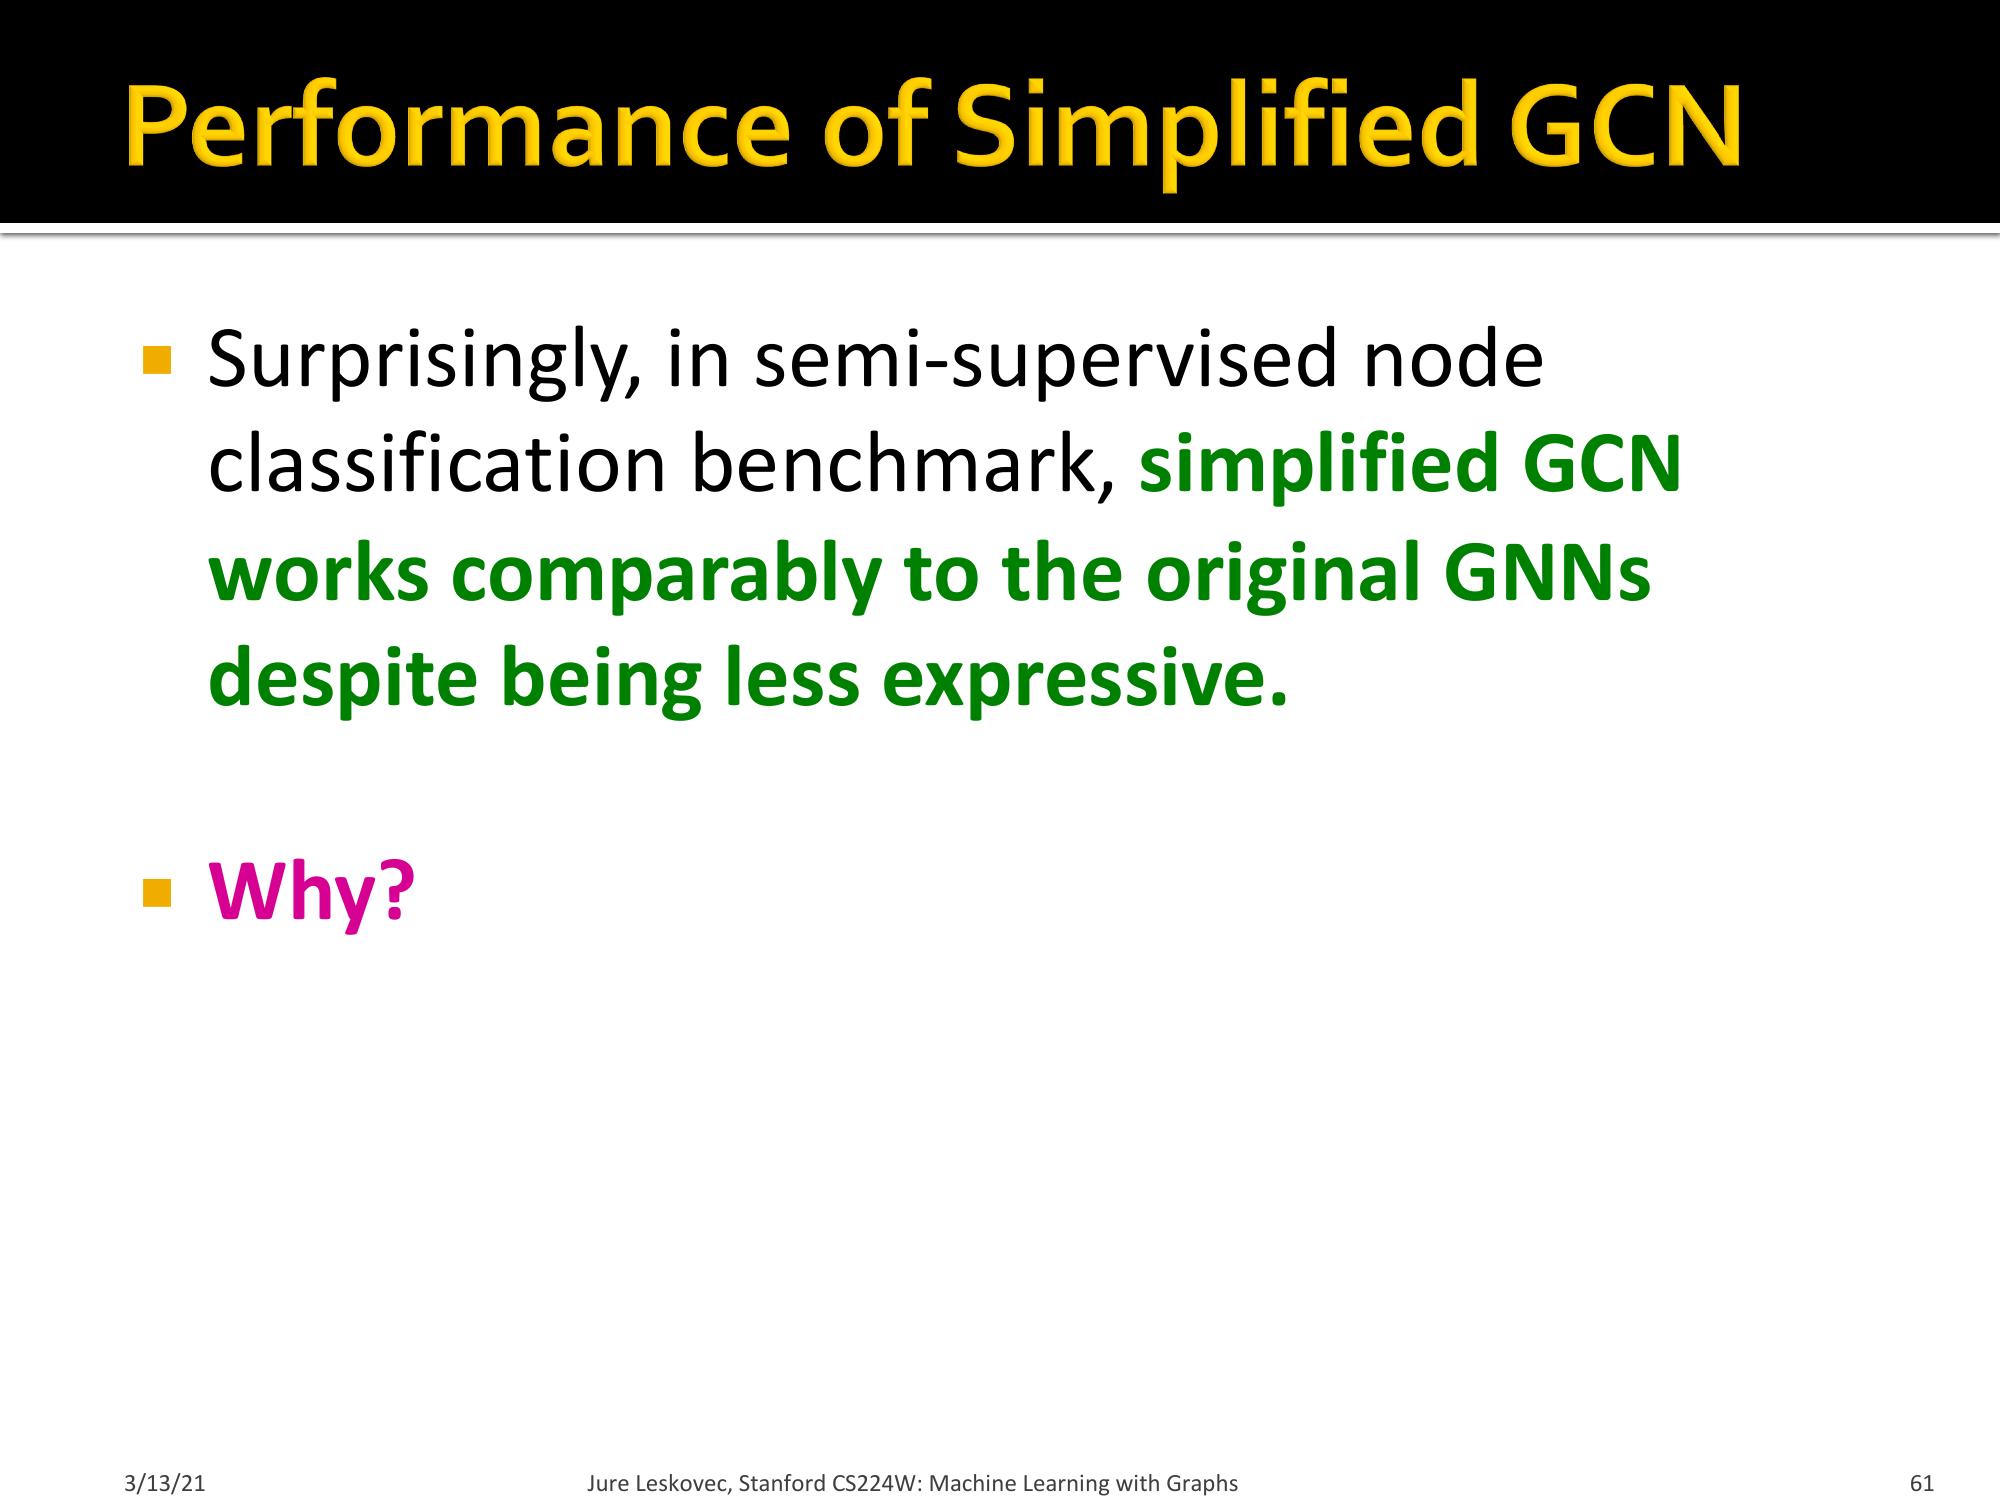 Performance of Simplified GCN
Surprisingly, in semi-supervised node
classification benchmark, simplified GCN
works comparably to the original GNNs
despite being less expressive.
Why?
3/13/21
Jure Leskovec, Stanford CS224W: Machine Learning with Graphs
61